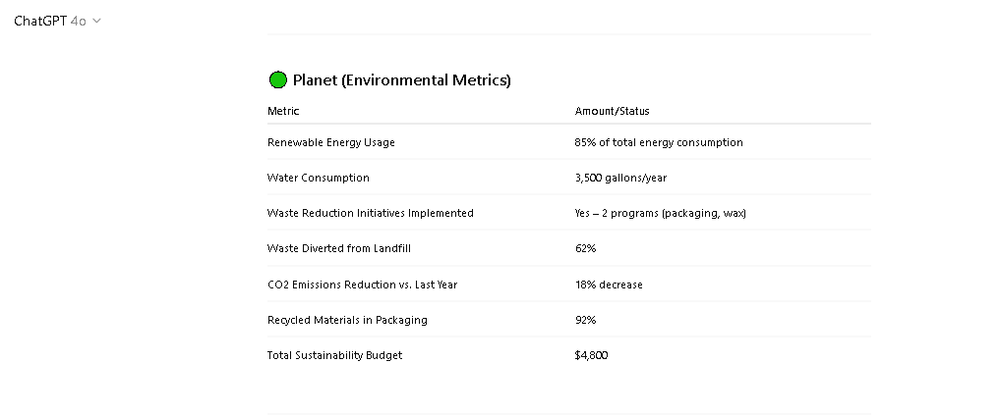 ChatGPT 4o
Planet (Environmental Metrics)
Metric Amount/Status
Renewable Energy Usage 85% of total energy consumption
Water Consumption 3,500 gallons/year
Waste Reduction Initiatives Implemented Yes – 2 programs (packaging, wax)
Waste Diverted from Landfill 62%
CO2 Emissions Reduction vs. Last Year 18% decrease
Recycled Materials in Packaging 92%
Total Sustainability Budget $4,800